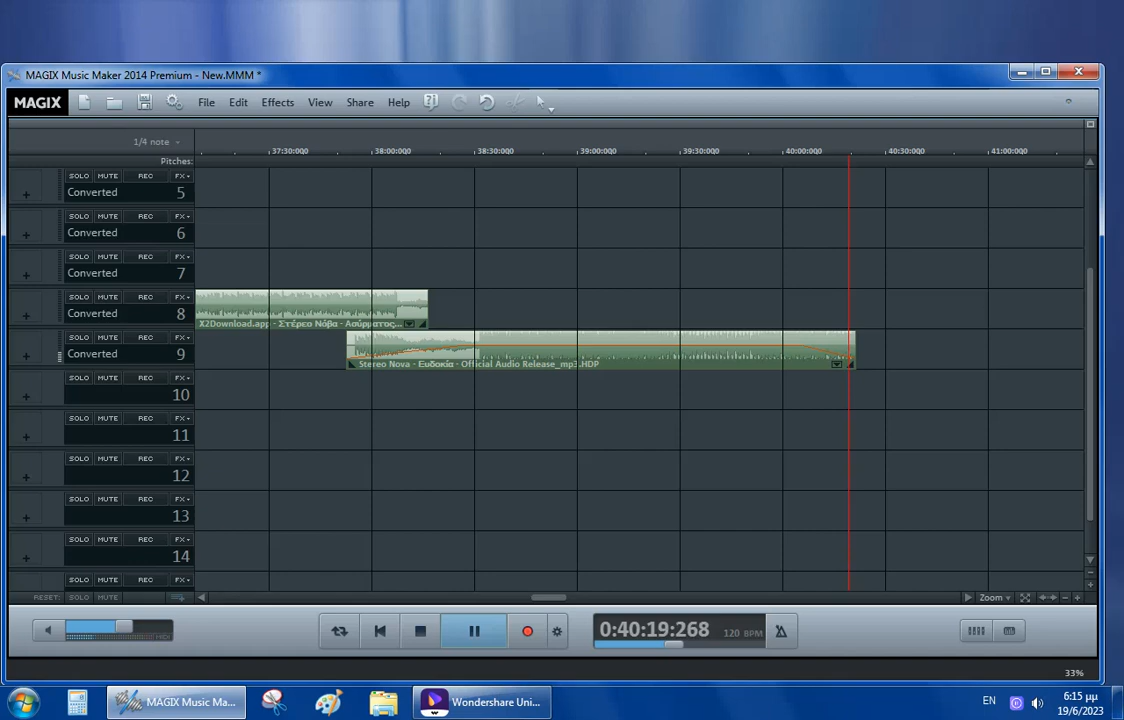 MAGIX Music Maker 2014 Premium - New.MMM *
MAGIX File Edit Effects View Share Help
1/4 note
37:30:000 38:00:000 38:30:000 39:00:000 39:30:000 40:00:000 40:30:000 41:00:000
Pitches:
SOLO MUTE REC FX
Converted 5
SOLO MUTE REC FX
Converted 6
SOLO MUTE REC FX
Converted 7
SOLO MUTE REC FX
Converted 8
X2Download.app - Στέρεο Νόβα - Ασύρματος...
SOLO MUTE REC FX
Converted 9
Stereo Nova - Ευδοκία - Official Audio Release_mp3.HDP
SOLO MUTE REC FX
10
SOLO MUTE REC FX
11
SOLO MUTE REC FX
12
SOLO MUTE REC FX
13
SOLO MUTE REC FX
14
SOLO MUTE REC FX
RESET: SOLO MUTE Zoom
MIDI
0:40:19:268 120 BPM
33%
MAGIX Music Ma... Wondershare Uni... EN 6:15 μμ
19/6/2023